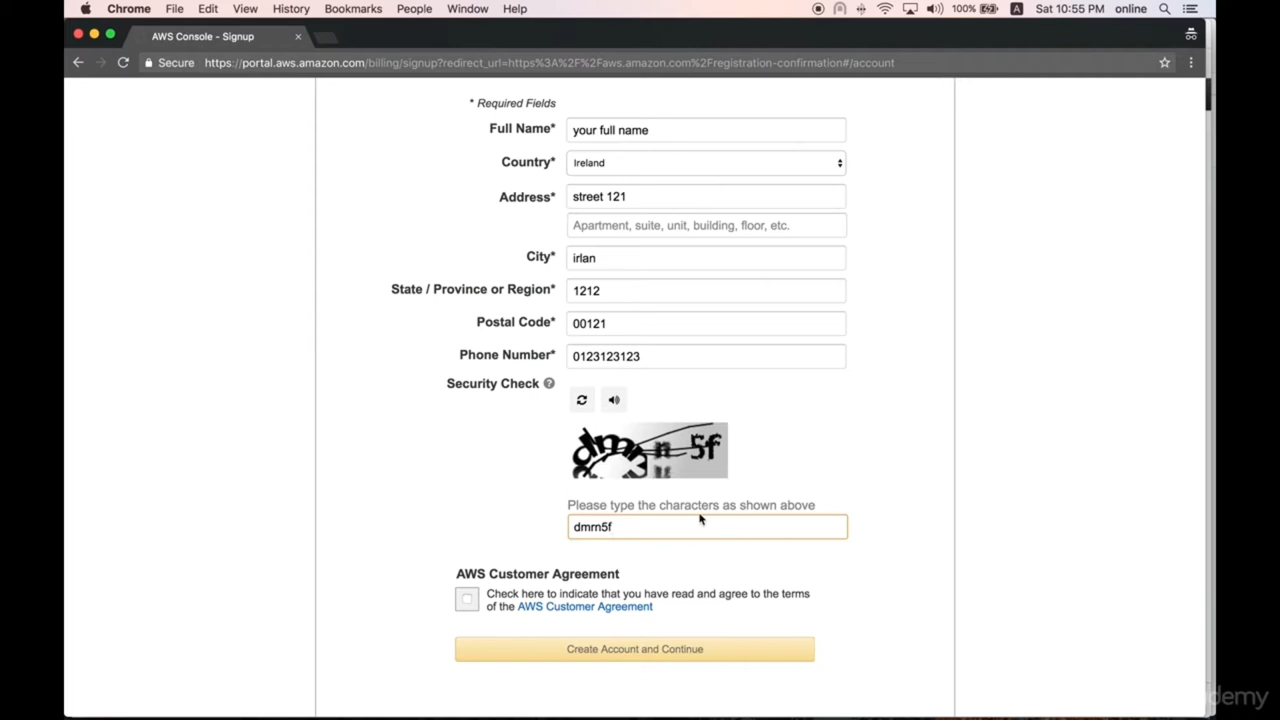 Chrome File Edit View History Bookmarks People Window Help 100% A Sat 10:55 PM online
AWS Console - Signup
Secure https://portal.aws.amazon.com/billing/signup?redirect_url=https%3A%2F%2Faws.amazon.com%2Fregistration-confirmation#/account
* Required Fields
Full Name* your full name
Country* Ireland
Address* street 121
Apartment, suite, unit, building, floor, etc.
City* irlan
State / Province or Region* 1212
Postal Code* 00121
Phone Number* 0123123123
Security Check ?
Please type the characters as shown above
dmrn5f
AWS Customer Agreement
Check here to indicate that you have read and agree to the terms
of the AWS Customer Agreement
Create Account and Continue
demy